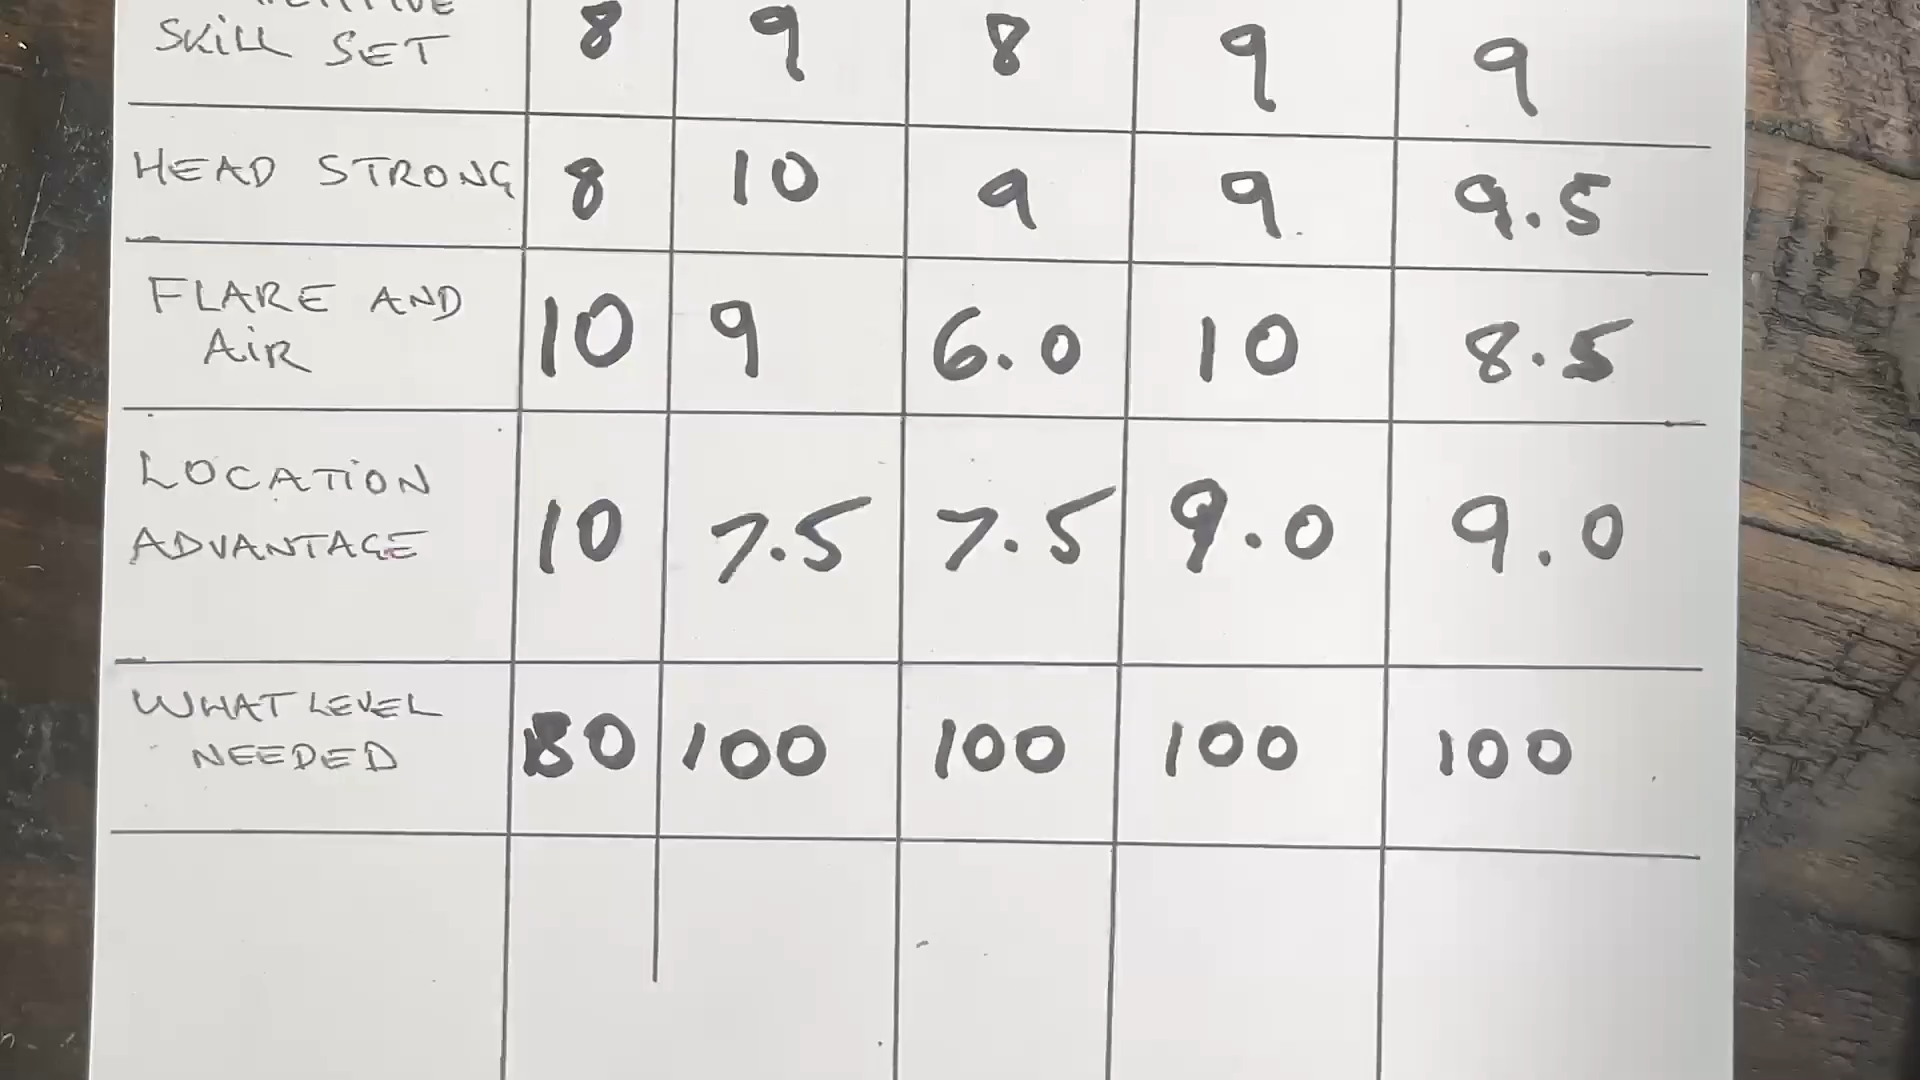 SKILL SET 8 9 8 9 9
HEAD STRONG 8 10 9 9 9.5
FLARE AND
AIR 10 9 6.0 10 8.5
LOCATION
ADVANTAGE 10 7.5 7.5 9.0 9.0
WHAT LEVEL
NEEDED 80 100 100 100 100